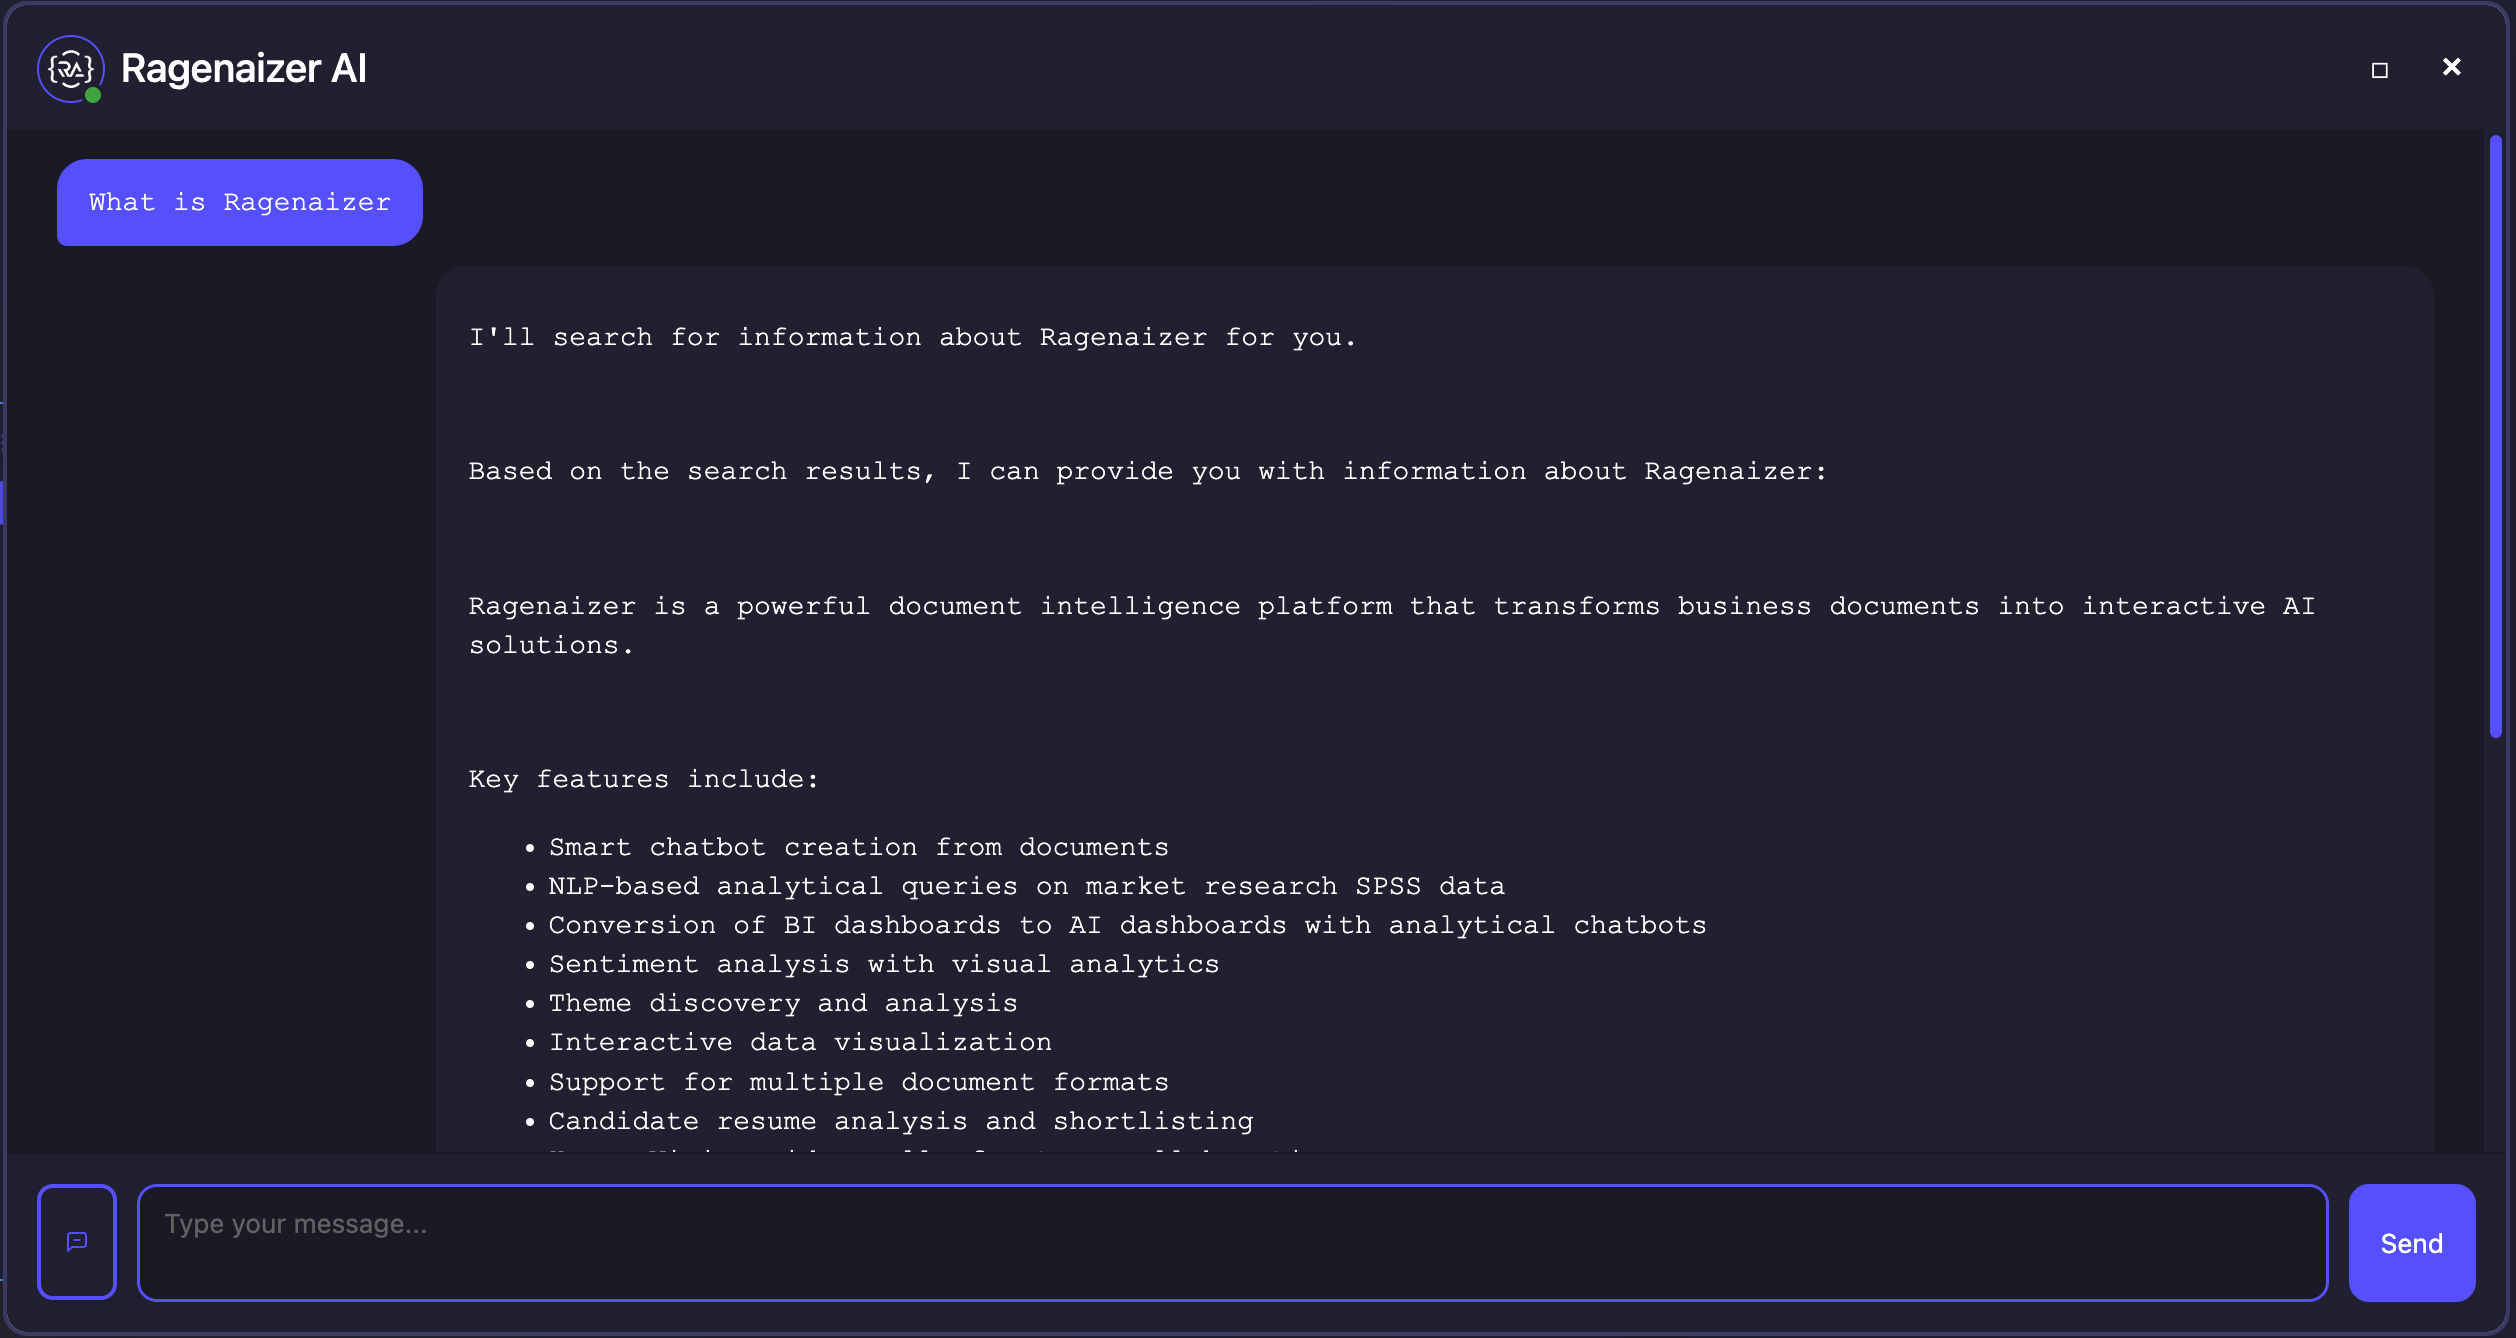 RA
Ragenaizer AI
What is Ragenaizer
I'll search for information about Ragenaizer for you.
Based on the search results, I can provide you with information about Ragenaizer:
Ragenaizer is a powerful document intelligence platform that transforms business documents into interactive AI
solutions.
Key features include:
• Smart chatbot creation from documents
• NLP-based analytical queries on market research SPSS data
• Conversion of BI dashboards to AI dashboards with analytical chatbots
• Sentiment analysis with visual analytics
• Theme discovery and analysis
• Interactive data visualization
• Support for multiple document formats
• Candidate resume analysis and shortlisting
Type your message...
Send